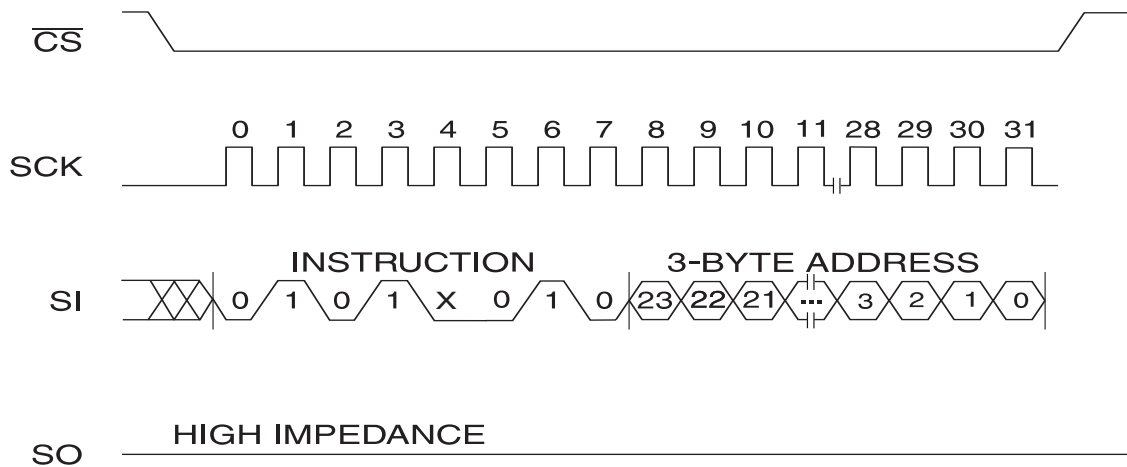 CS
SCK 0 1 2 3 4 5 6 7 8 9 10 11 28 29 30 31
INSTRUCTION 3-BYTE ADDRESS
SI 0 1 0 1 X 0 1 0 23 22 21 ... 3 2 1 0
HIGH IMPEDANCE
SO